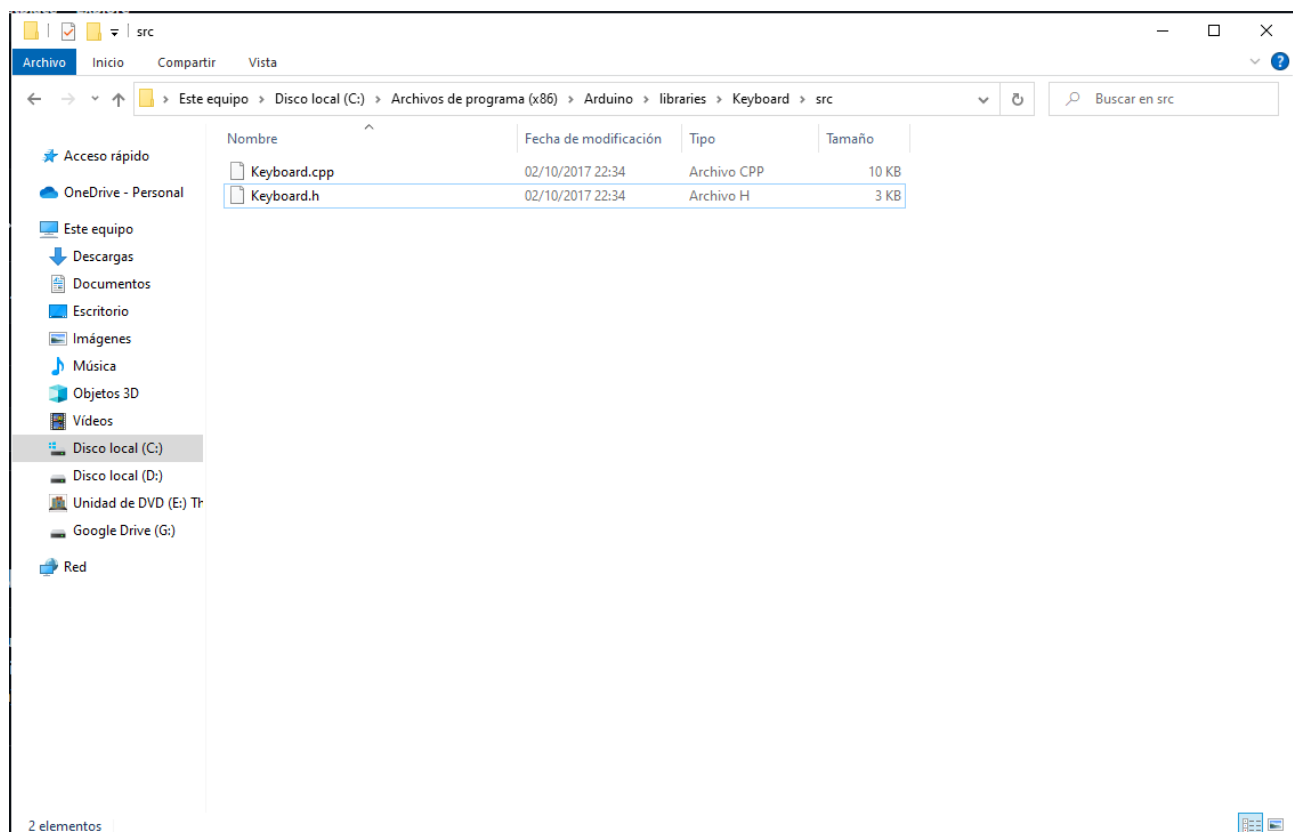 src
Archivo Inicio Compartir Vista
Este equipo > Disco local (C:) > Archivos de programa (x86) > Arduino > libraries > Keyboard > src
Buscar en src
Nombre Fecha de modificación Tipo Tamaño
Keyboard.cpp 02/10/2017 22:34 Archivo CPP 10 KB
Keyboard.h 02/10/2017 22:34 Archivo H 3 KB
Acceso rápido
OneDrive - Personal
Este equipo
Descargas
Documentos
Escritorio
Imágenes
Música
Objetos 3D
Vídeos
Disco local (C:)
Disco local (D:)
Unidad de DVD (E:) Th
Google Drive (G:)
Red
2 elementos